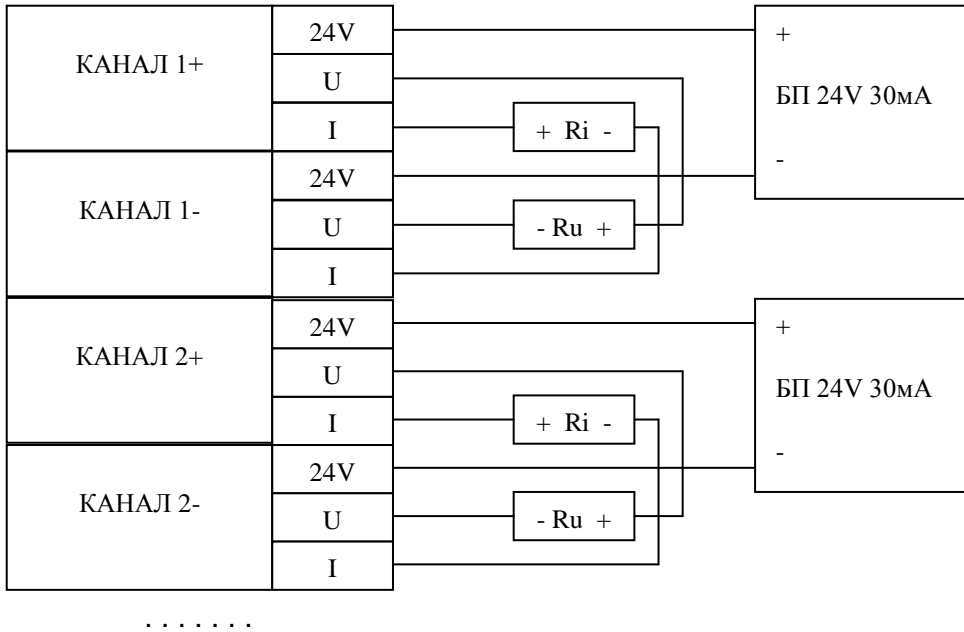 КАНАЛ 1+
24V
U
I
+ Ri -
+
БП 24V 30мА
-
КАНАЛ 1-
24V
U
I
- Ru +
КАНАЛ 2+
24V
U
I
+ Ri -
+
БП 24V 30мА
-
КАНАЛ 2-
24V
U
I
- Ru +
.......